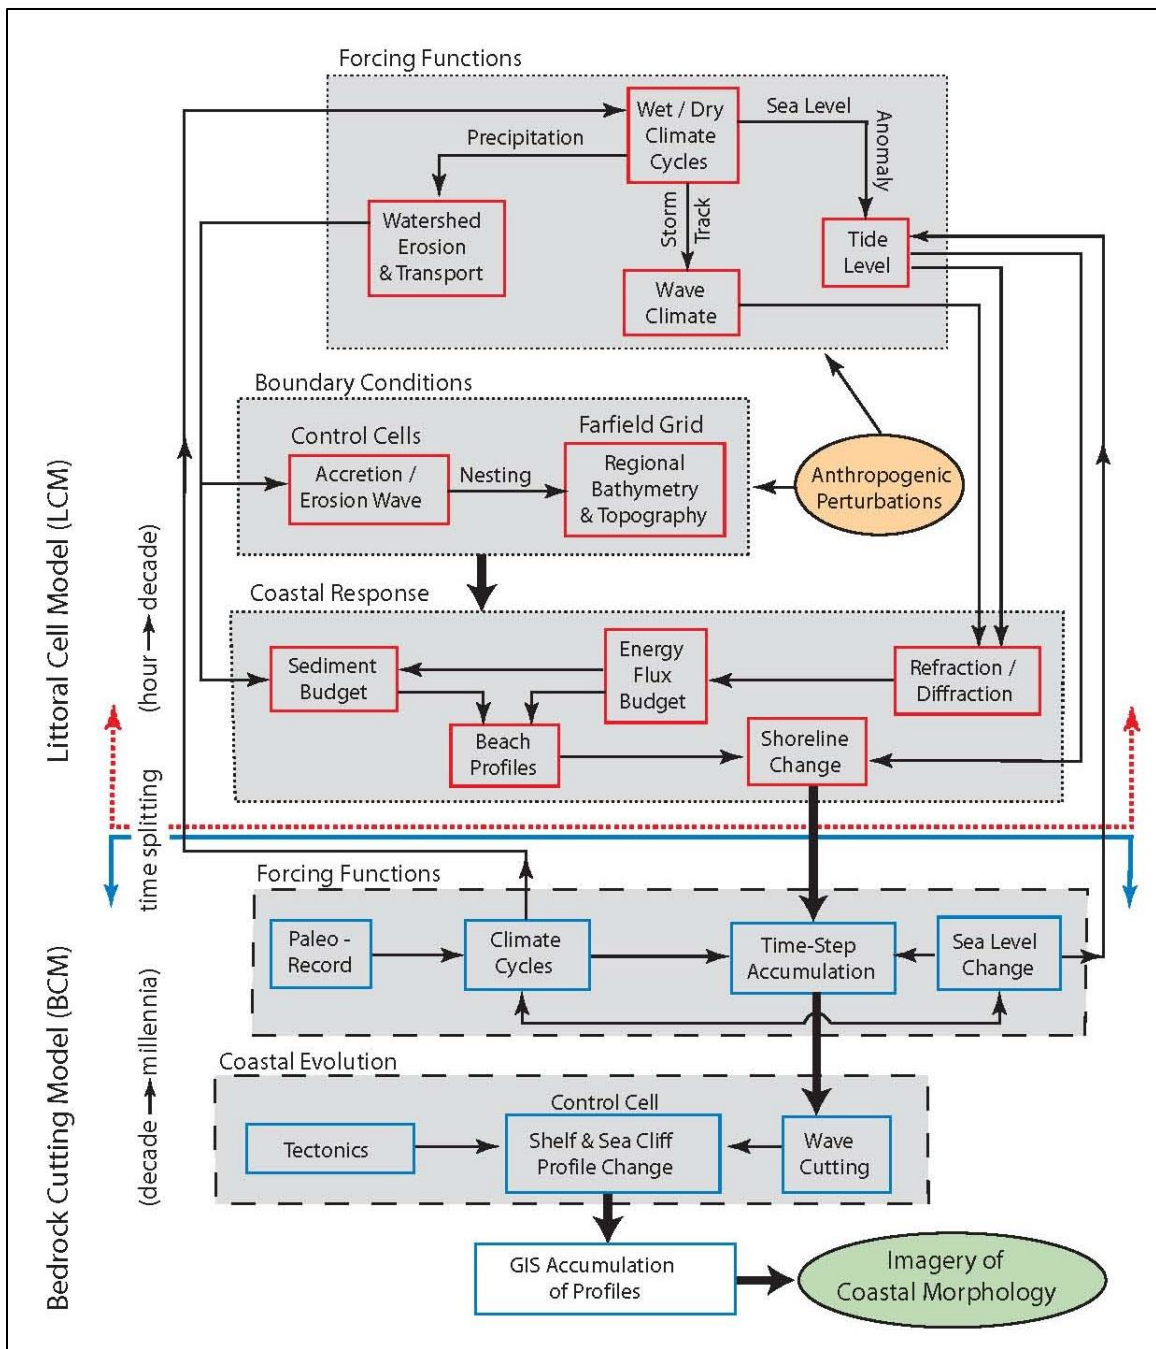 Forcing Functions
Wet / Dry
Climate
Cycles
Sea Level
Anomaly
Precipitation
Storm
Track
Watershed
Erosion
& Transport
Tide
Level
Wave
Climate
Boundary Conditions
Control Cells
Farfield Grid
Accretion /
Erosion Wave
Nesting
Regional
Bathymetry
& Topography
Anthropogenic
Perturbations
Littoral Cell Model (LCM)
(hour → decade)
Coastal Response
Sediment
Budget
Energy
Flux
Budget
Refraction /
Diffraction
Beach
Profiles
Shoreline
Change
time splitting
Forcing Functions
Paleo -
Record
Climate
Cycles
Time-Step
Accumulation
Sea Level
Change
Bedrock Cutting Model (BCM)
(decade → millennia)
Coastal Evolution
Control Cell
Tectonics
Shelf & Sea Cliff
Profile Change
Wave
Cutting
GIS Accumulation
of Profiles
Imagery of
Coastal Morphology